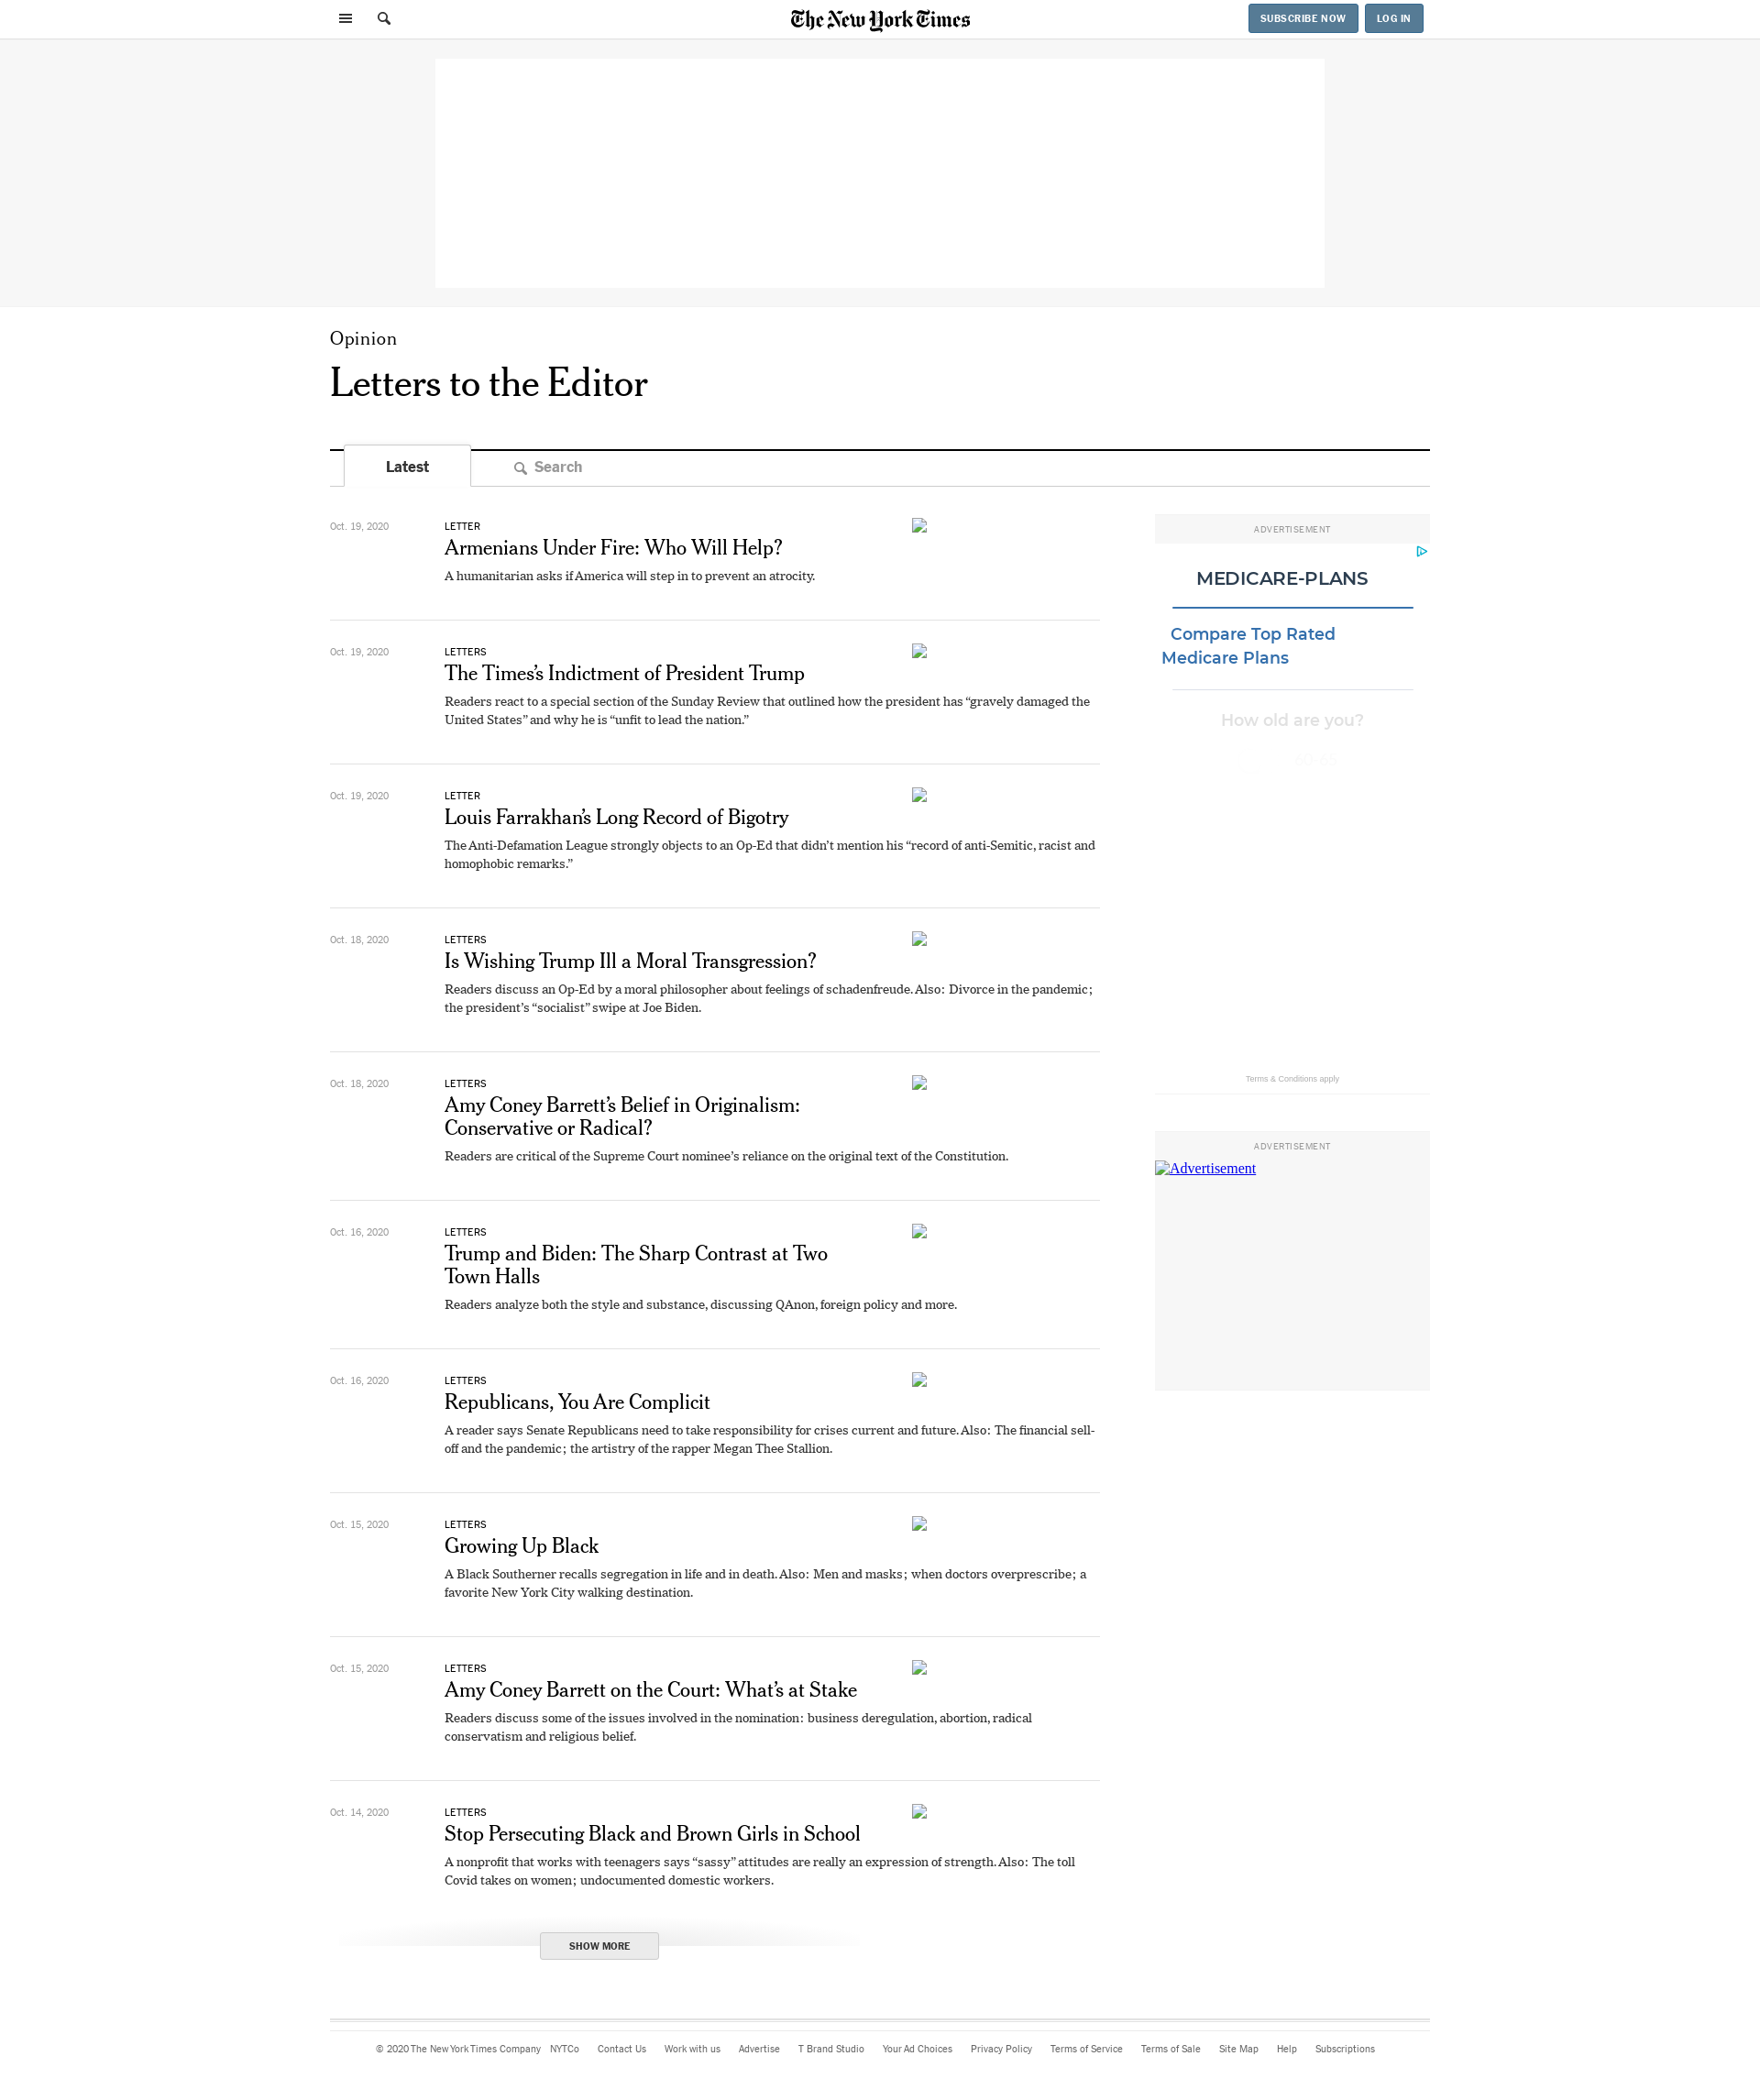 The New York Times
SUBSCRIBE NOW
LOG IN
Opinion
Letters to the Editor
Latest
Search
Oct. 19, 2020
LETTER
Armenians Under Fire: Who Will Help?
A humanitarian asks if America will step in to prevent an atrocity.
Oct. 19, 2020
LETTERS
The Times’s Indictment of President Trump
Readers react to a special section of the Sunday Review that outlined how the president has “gravely damaged the
United States” and why he is “unfit to lead the nation.”
Oct. 19, 2020
LETTER
Louis Farrakhan’s Long Record of Bigotry
The Anti-Defamation League strongly objects to an Op-Ed that didn’t mention his “record of anti-Semitic, racist and
homophobic remarks.”
Oct. 18, 2020
LETTERS
Is Wishing Trump Ill a Moral Transgression?
Readers discuss an Op-Ed by a moral philosopher about feelings of schadenfreude. Also: Divorce in the pandemic;
the president’s “socialist” swipe at Joe Biden.
Oct. 18, 2020
LETTERS
Amy Coney Barrett’s Belief in Originalism:
Conservative or Radical?
Readers are critical of the Supreme Court nominee’s reliance on the original text of the Constitution.
Oct. 16, 2020
LETTERS
Trump and Biden: The Sharp Contrast at Two
Town Halls
Readers analyze both the style and substance, discussing QAnon, foreign policy and more.
Oct. 16, 2020
LETTERS
Republicans, You Are Complicit
A reader says Senate Republicans need to take responsibility for crises current and future. Also: The financial sell-
off and the pandemic; the artistry of the rapper Megan Thee Stallion.
Oct. 15, 2020
LETTERS
Growing Up Black
A Black Southerner recalls segregation in life and in death. Also: Men and masks; when doctors overprescribe; a
favorite New York City walking destination.
Oct. 15, 2020
LETTERS
Amy Coney Barrett on the Court: What’s at Stake
Readers discuss some of the issues involved in the nomination: business deregulation, abortion, radical
conservatism and religious belief.
Oct. 14, 2020
LETTERS
Stop Persecuting Black and Brown Girls in School
A nonprofit that works with teenagers says “sassy” attitudes are really an expression of strength. Also: The toll
Covid takes on women; undocumented domestic workers.
SHOW MORE
ADVERTISEMENT
MEDICARE-PLANS
Compare Top Rated
Medicare Plans
How old are you?
Terms & Conditions apply
ADVERTISEMENT
Advertisement
© 2020 The New York Times Company NYTCo Contact Us Work with us Advertise T Brand Studio Your Ad Choices Privacy Policy Terms of Service Terms of Sale Site Map Help Subscriptions